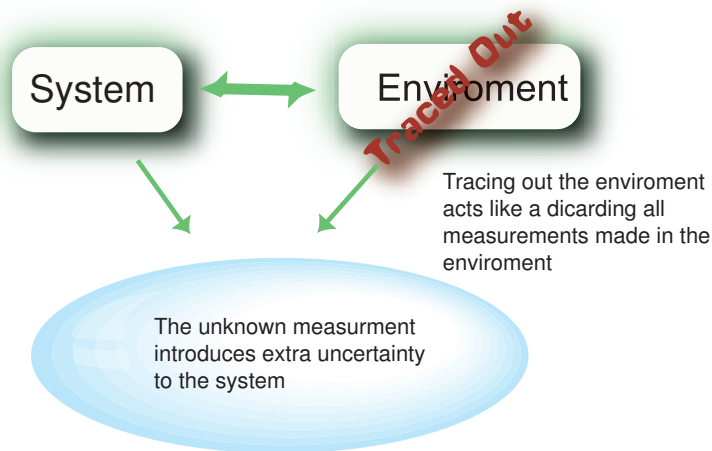 System
Enviroment
Traced Out
Tracing out the enviroment
acts like a dicarding all
measurements made in the
enviroment
The unknown measurment
introduces extra uncertainty
to the system